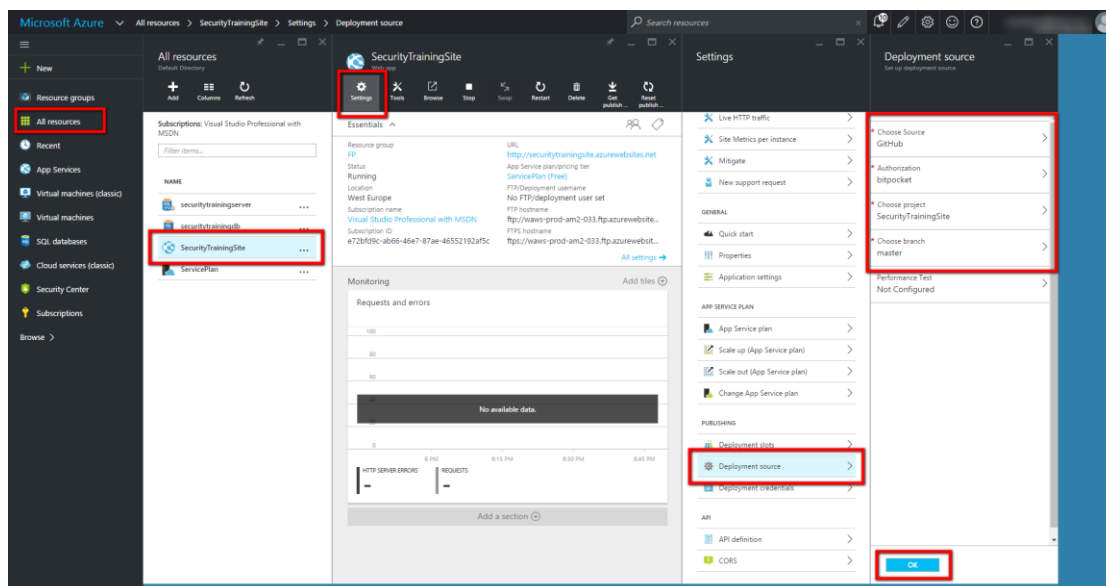 Microsoft Azure
All resources > SecurityTrainingSite > Settings > Deployment source
Search resources
New
Resource groups
All resources
Recent
App Services
Virtual machines (classic)
Virtual machines
SQL databases
Cloud services (classic)
Security Center
Subscriptions
Browse >
All resources
Default Directory
Add
Columns
Refresh
Subscriptions: Visual Studio Professional with
MSDN
Filter items...
NAME
securitytrainingserver
...
securitytrainingdb
SecurityTrainingSite
...
ServicePlan
...
SecurityTrainingSite
Web app
Settings
Tools
Browse
Stop
Swap
Restart
Delete
Get
publish...
Reset
publish...
Essentials
Resource group
FP
Status
Running
Location
West Europe
Subscription name
Visual Studio Professional with MSDN
Subscription ID
e72bfd9c-ab66-46e7-87ae-46552192af5c
URL
http://securitytrainingsite.azurewebsites.net
App Service plan/pricing tier
ServicePlan (Free)
FTP/Deployment username
No FTP/deployment user set
FTP hostname
ftp://waws-prod-am2-033.ftp.azurewebsite...
FTPS hostname
ftps://waws-prod-am2-033.ftp.azurewebsit...
All settings →
Monitoring
Add tiles
Requests and errors
100
80
60
No available data.
0
6 PM
6:15 PM
6:30 PM
6:45 PM
HTTP SERVER ERRORS
--
REQUESTS
--
Add a section
Settings
Live HTTP traffic
Site Metrics per instance
Mitigate
New support request
GENERAL
Quick start
Properties
Application settings
APP SERVICE PLAN
App Service plan
Scale up (App Service plan)
Scale out (App Service plan)
Change App Service plan
PUBLISHING
Deployment slots
Deployment source
Deployment credentials
API
API definition
CORS
Deployment source
Set up deployment source
* Choose Source
GitHub
* Authorization
bitpocket
* Choose project
SecurityTrainingSite
* Choose branch
master
Performance Test
Not Configured
OK